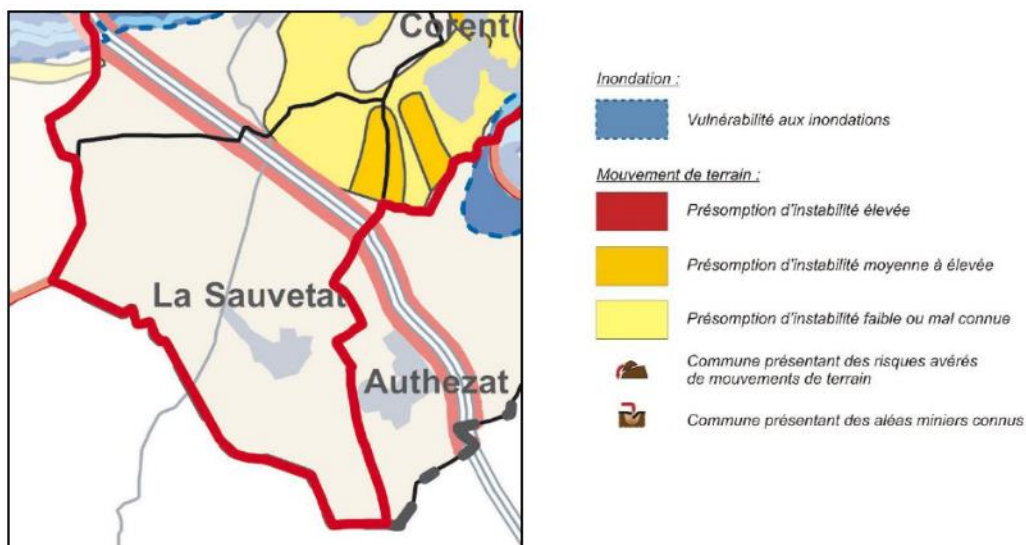 Corent
La Sauvetat
Authezat
Inondation :
Vulnérabilité aux inondations
Mouvement de terrain :
Présomption d'instabilité élevée
Présomption d'instabilité moyenne à élevée
Présomption d'instabilité faible ou mal connue
Commune présentant des risques avérés
de mouvements de terrain
Commune présentant des aléas miniers connus